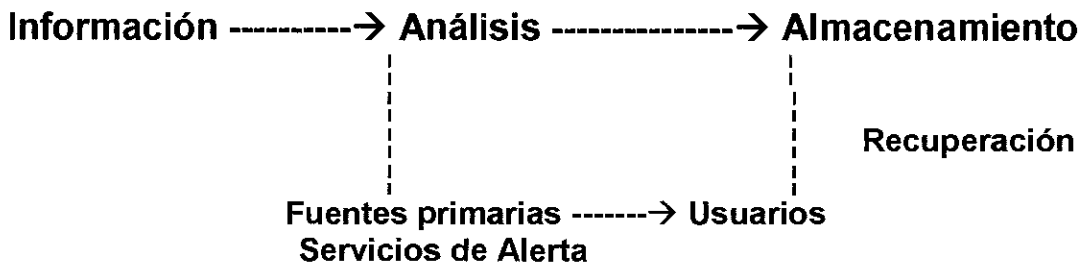 Información ----------→ Análisis ---------------→ Almacenamiento
Recuperación
Fuentes primarias -------→ Usuarios
Servicios de Alerta